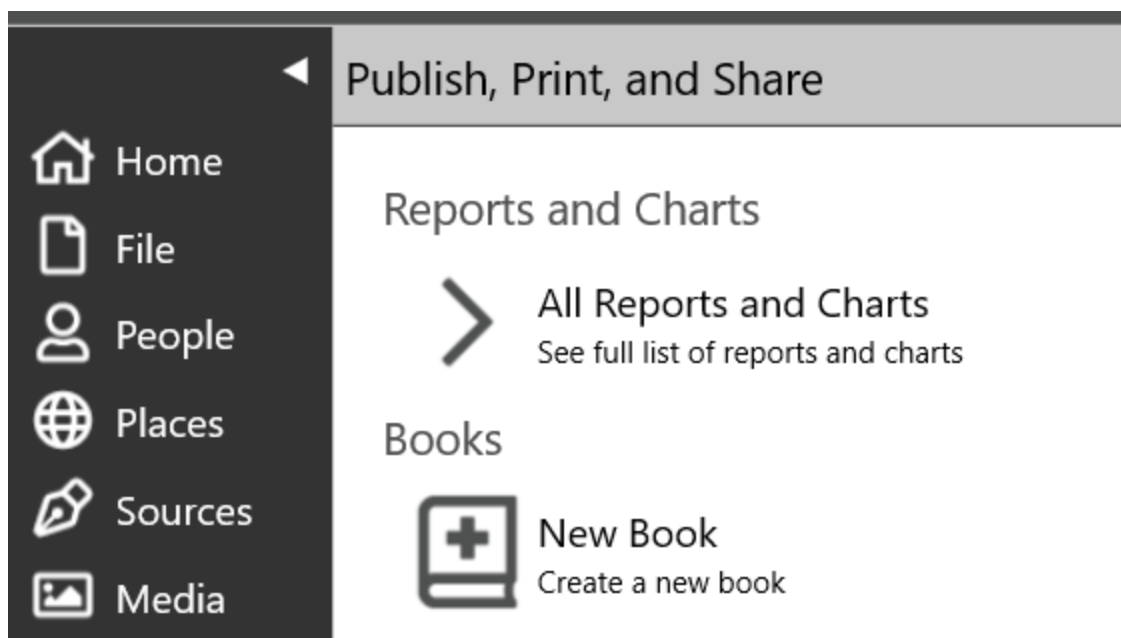 Publish, Print, and Share
Home
File
People
Places
Sources
Media
Reports and Charts
All Reports and Charts
See full list of reports and charts
Books
New Book
Create a new book